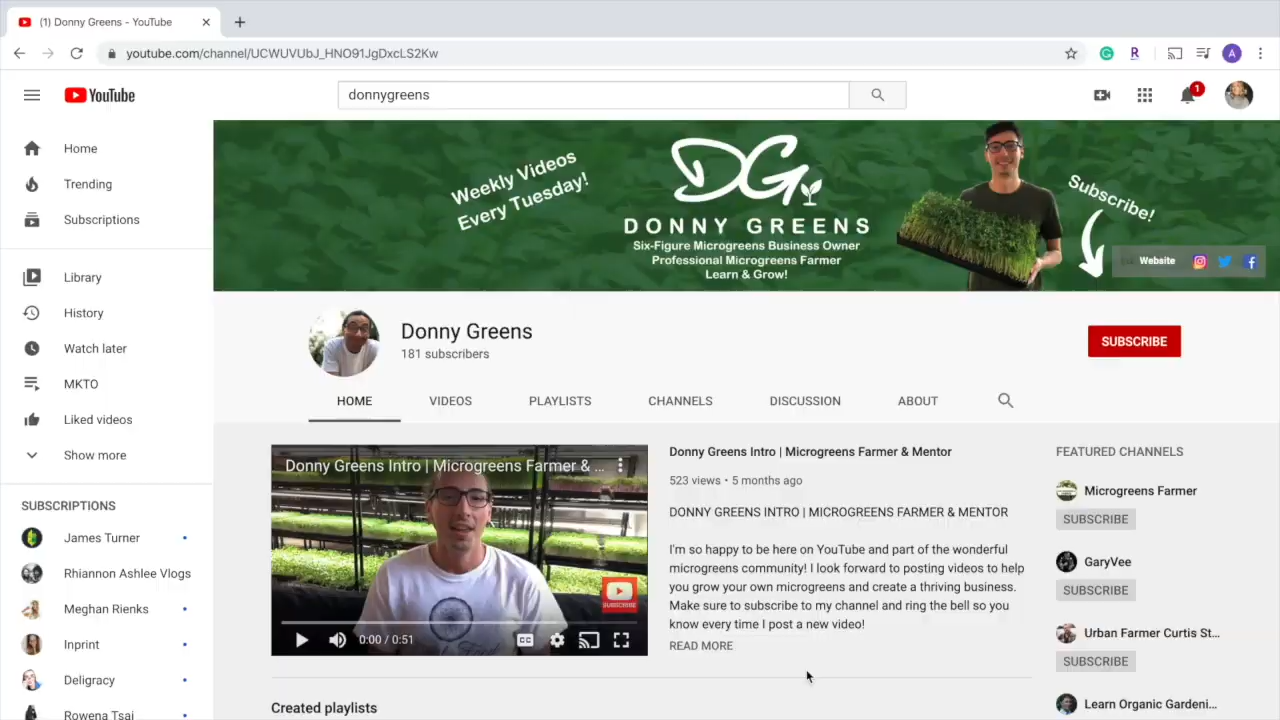 (1) Donny Greens - YouTube
youtube.com/channel/UCWUVUbJ_HNO91JgDxcLS2Kw
R
A
YouTube
donnygreens
1
Home
Trending
Subscriptions
Library
History
Watch later
MKTO
Liked videos
Show more
SUBSCRIPTIONS
James Turner
Rhiannon Ashlee Vlogs
Meghan Rienks
Inprint
Deligracy
Rowena Tsai
Weekly Videos
Every Tuesday!
DG
DONNY GREENS
Six-Figure Microgreens Business Owner
Professional Microgreens Farmer
Learn & Grow!
Subscribe!
Website
Donny Greens
181 subscribers
SUBSCRIBE
HOME
VIDEOS
PLAYLISTS
CHANNELS
DISCUSSION
ABOUT
Donny Greens Intro | Microgreens Farmer & ...
SUBSCRIBE
0:00 / 0:51
CC
Donny Greens Intro | Microgreens Farmer & Mentor
523 views • 5 months ago
DONNY GREENS INTRO | MICROGREENS FARMER & MENTOR
I'm so happy to be here on YouTube and part of the wonderful
microgreens community! I look forward to posting videos to help
you grow your own microgreens and create a thriving business.
Make sure to subscribe to my channel and ring the bell so you
know every time I post a new video!
READ MORE
Created playlists
FEATURED CHANNELS
Microgreens Farmer
SUBSCRIBE
GaryVee
SUBSCRIBE
Urban Farmer Curtis St...
SUBSCRIBE
Learn Organic Gardeni...